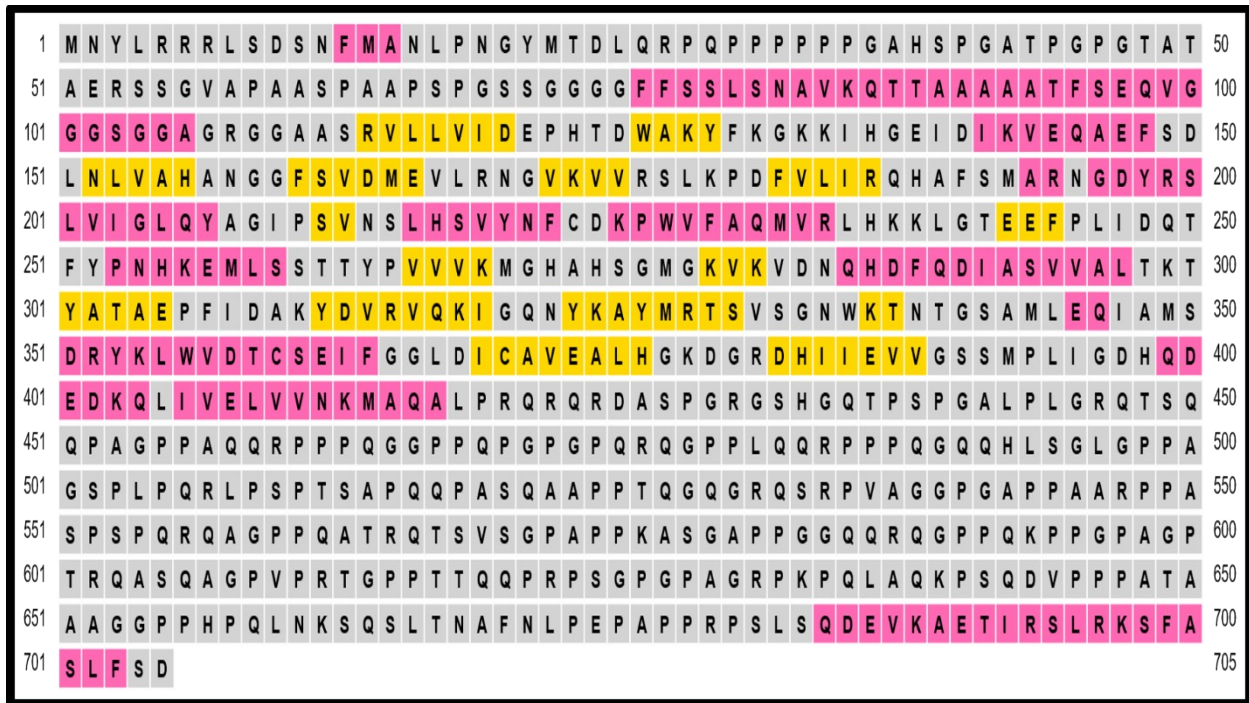 1 M N Y L R R R L S D S N F M A N L P N G Y M T D L Q R P Q P P P P P P G A H S P G A T P G P G T A T 50
51 A E R S S G V A P A A S P A A P S P G S S G G G G F F S S L S N A V K Q T T A A A A A T F S E Q V G 100
101 G G S G G A G R G G A A S R V L L V I D E P H T D W A K Y F K G K K I H G E I D I K V E Q A E F S D 150
151 L N L V A H A N G G F S V D M E V L R N G V K V V R S L K P D F V L I R Q H A F S M A R N G D Y R S 200
201 L V I G L Q Y A G I P S V N S L H S V Y N F C D K P W V F A Q M V R L H K K L G T E E F P L I D Q T 250
251 F Y P N H K E M L S S T T Y P V V V K M G H A H S G M G K V K V D N Q H D F Q D I A S V V A L T K T 300
301 Y A T A E P F I D A K Y D V R V Q K I G Q N Y K A Y M R T S V S G N W K T N T G S A M L E Q I A M S 350
351 D R Y K L W V D T C S E I F G G L D I C A V E A L H G K D G R D H I I E V V G S S M P L I G D H Q D 400
401 E D K Q L I V E L V V N K M A Q A L P R Q R Q R D A S P G R G S H G Q T P S P G A L P L G R Q T S Q 450
451 Q P A G P P A Q Q R P P P Q G G P P Q P G P G P Q R Q G P P L Q Q R P P P Q G Q Q H L S G L G P P A 500
501 G S P L P Q R L P S P T S A P Q Q P A S Q A A P P T Q G Q G R Q S R P V A G G P G A P P A A R P P A 550
551 S P S P Q R Q A G P P Q A T R Q T S V S G P A P P K A S G A P P G G Q Q R Q G P P Q K P P G P A G P 600
601 T R Q A S Q A G P V P R T G P P T T Q Q P R P S G P G P A G R P K P Q L A Q K P S Q D V P P P A T A 650
651 A A G G P P H P Q L N K S Q S L T N A F N L P E P A P P R P S L S Q D E V K A E T I R S L R K S F A 700
701 S L F S D 705